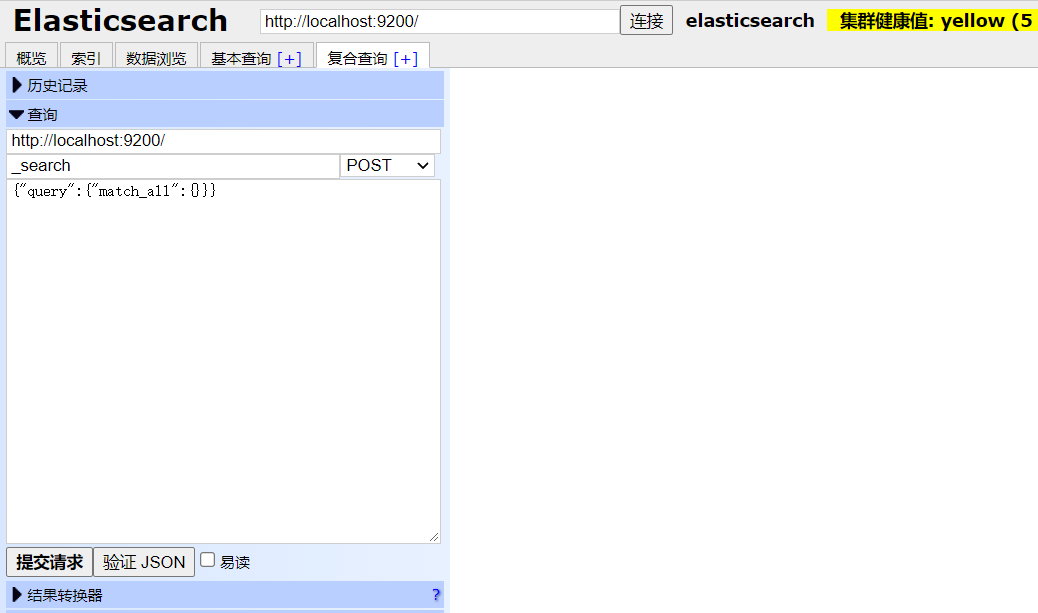 Elasticsearch http://localhost:9200/ 连接 elasticsearch 集群健康值: yellow (5
概览 索引 数据浏览 基本查询 [+] 复合查询 [+]
历史记录
查询
http://localhost:9200/
_search POST
{"query":{"match_all":{}}}
提交请求 验证 JSON 易读
结果转换器 ?